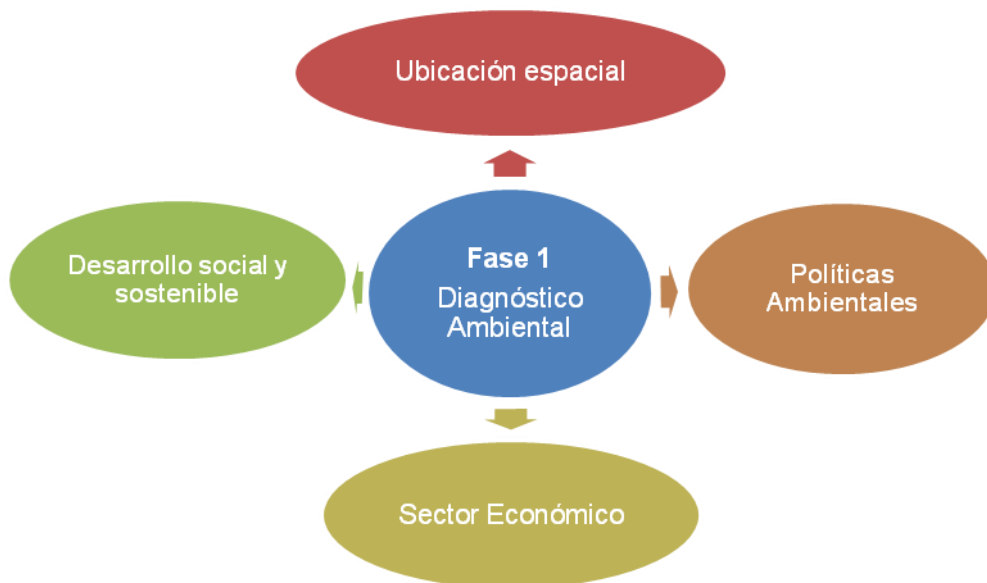 Ubicación espacial
Desarrollo social y
sostenible
Fase 1
Diagnóstico
Ambiental
Políticas
Ambientales
Sector Económico